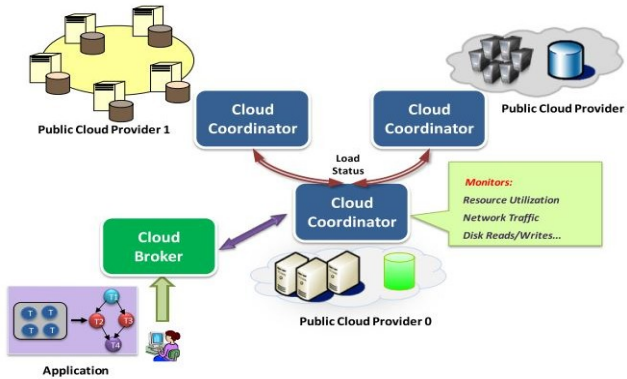 Public Cloud Provider 1
Cloud
Coordinator
Cloud
Coordinator
Public Cloud Provider
Load
Status
Cloud
Coordinator
Monitors:
Resource Utilization
Network Traffic
Disk Reads/Writes...
Cloud
Broker
Public Cloud Provider 0
T
T
T
T
T1
T2
T3
T4
Application